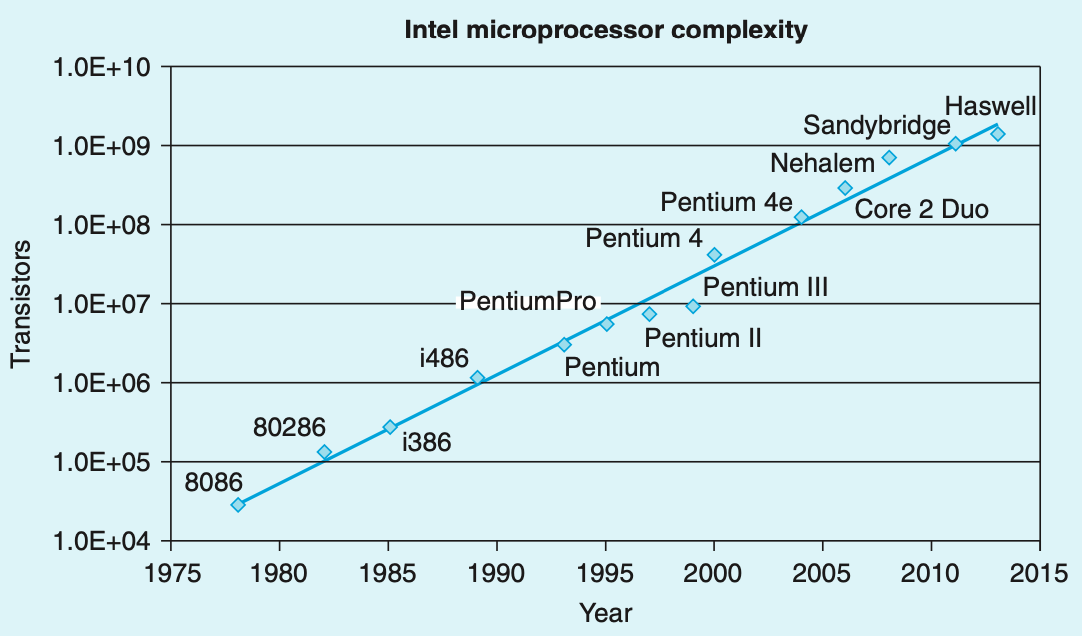 Intel microprocessor complexity
1.0E+10
1.0E+09
1.0E+08
1.0E+07
1.0E+06
1.0E+05
1.0E+04
Transistors
Haswell
Sandybridge
Nehalem
Pentium 4e
Core 2 Duo
Pentium 4
Pentium III
PentiumPro
Pentium II
i486
Pentium
80286
i386
8086
1975 1980 1985 1990 1995 2000 2005 2010 2015
Year